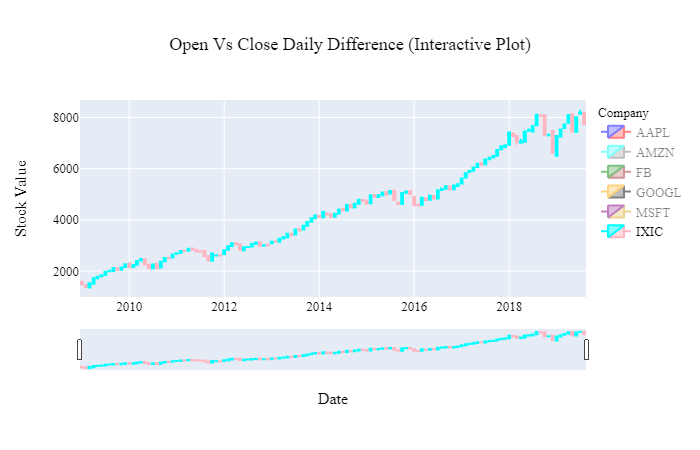 Open Vs Close Daily Difference (Interactive Plot)
Company
AAPL
AMZN
FB
GOOGL
MSFT
IXIC
Stock Value
8000
6000
4000
2000
2010 2012 2014 2016 2018
Date